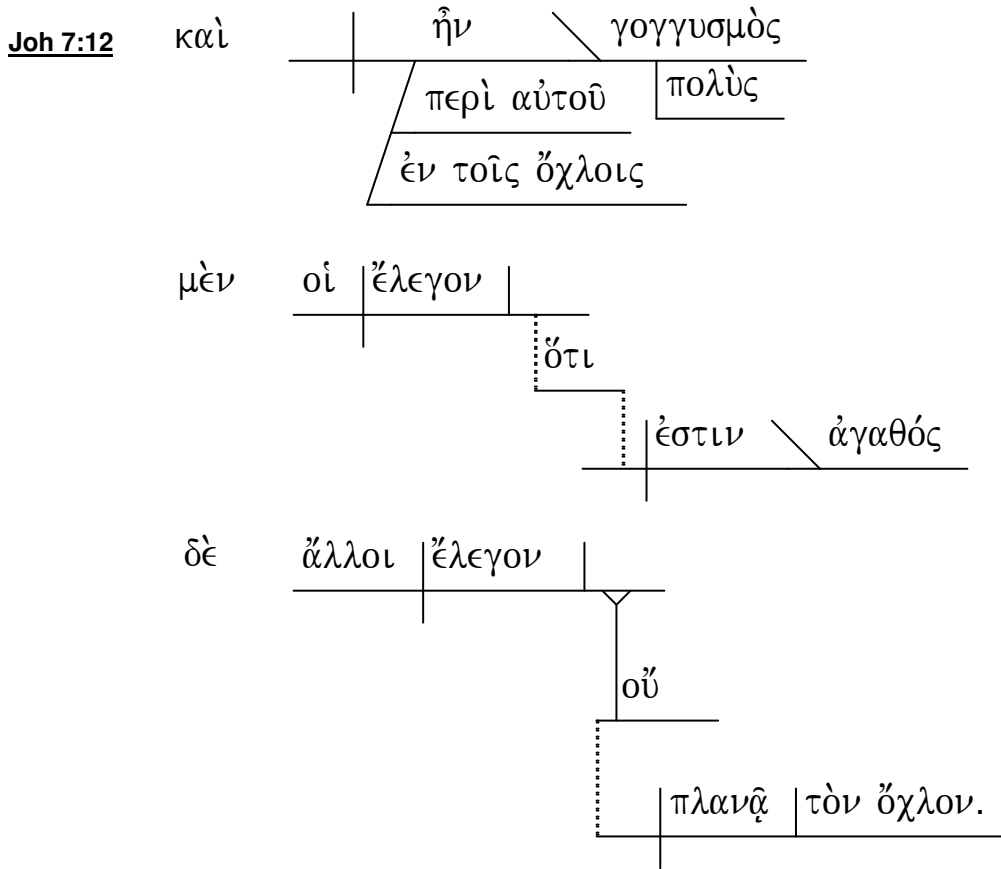 Joh 7:12 καὶ ἦν γογγυσμὸς
περὶ αὐτοῦ πολὺς
ἐν τοῖς ὄχλοις
μὲν οἱ ἔλεγον
ὅτι
ἐστιν ἀγαθός
δὲ ἄλλοι ἔλεγον
οὔ
πλανᾷ τὸν ὄχλον.